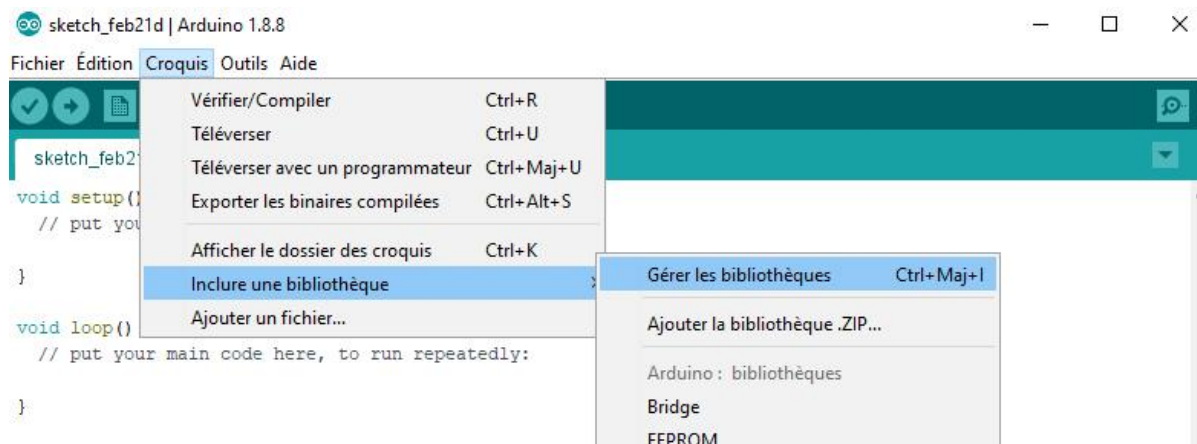 sketch_feb21d | Arduino 1.8.8
Fichier Édition Croquis Outils Aide
Vérifier/Compiler Ctrl+R
Téléverser Ctrl+U
Téléverser avec un programmateur Ctrl+Maj+U
Exporter les binaires compilées Ctrl+Alt+S
Afficher le dossier des croquis Ctrl+K
Inclure une bibliothèque
Ajouter un fichier...
Gérer les bibliothèques Ctrl+Maj+I
Ajouter la bibliothèque .ZIP...
Arduino : bibliothèques
Bridge
EEPROM
sketch_feb2
void setup()
// put you
}
void loop()
// put your main code here, to run repeatedly:
}